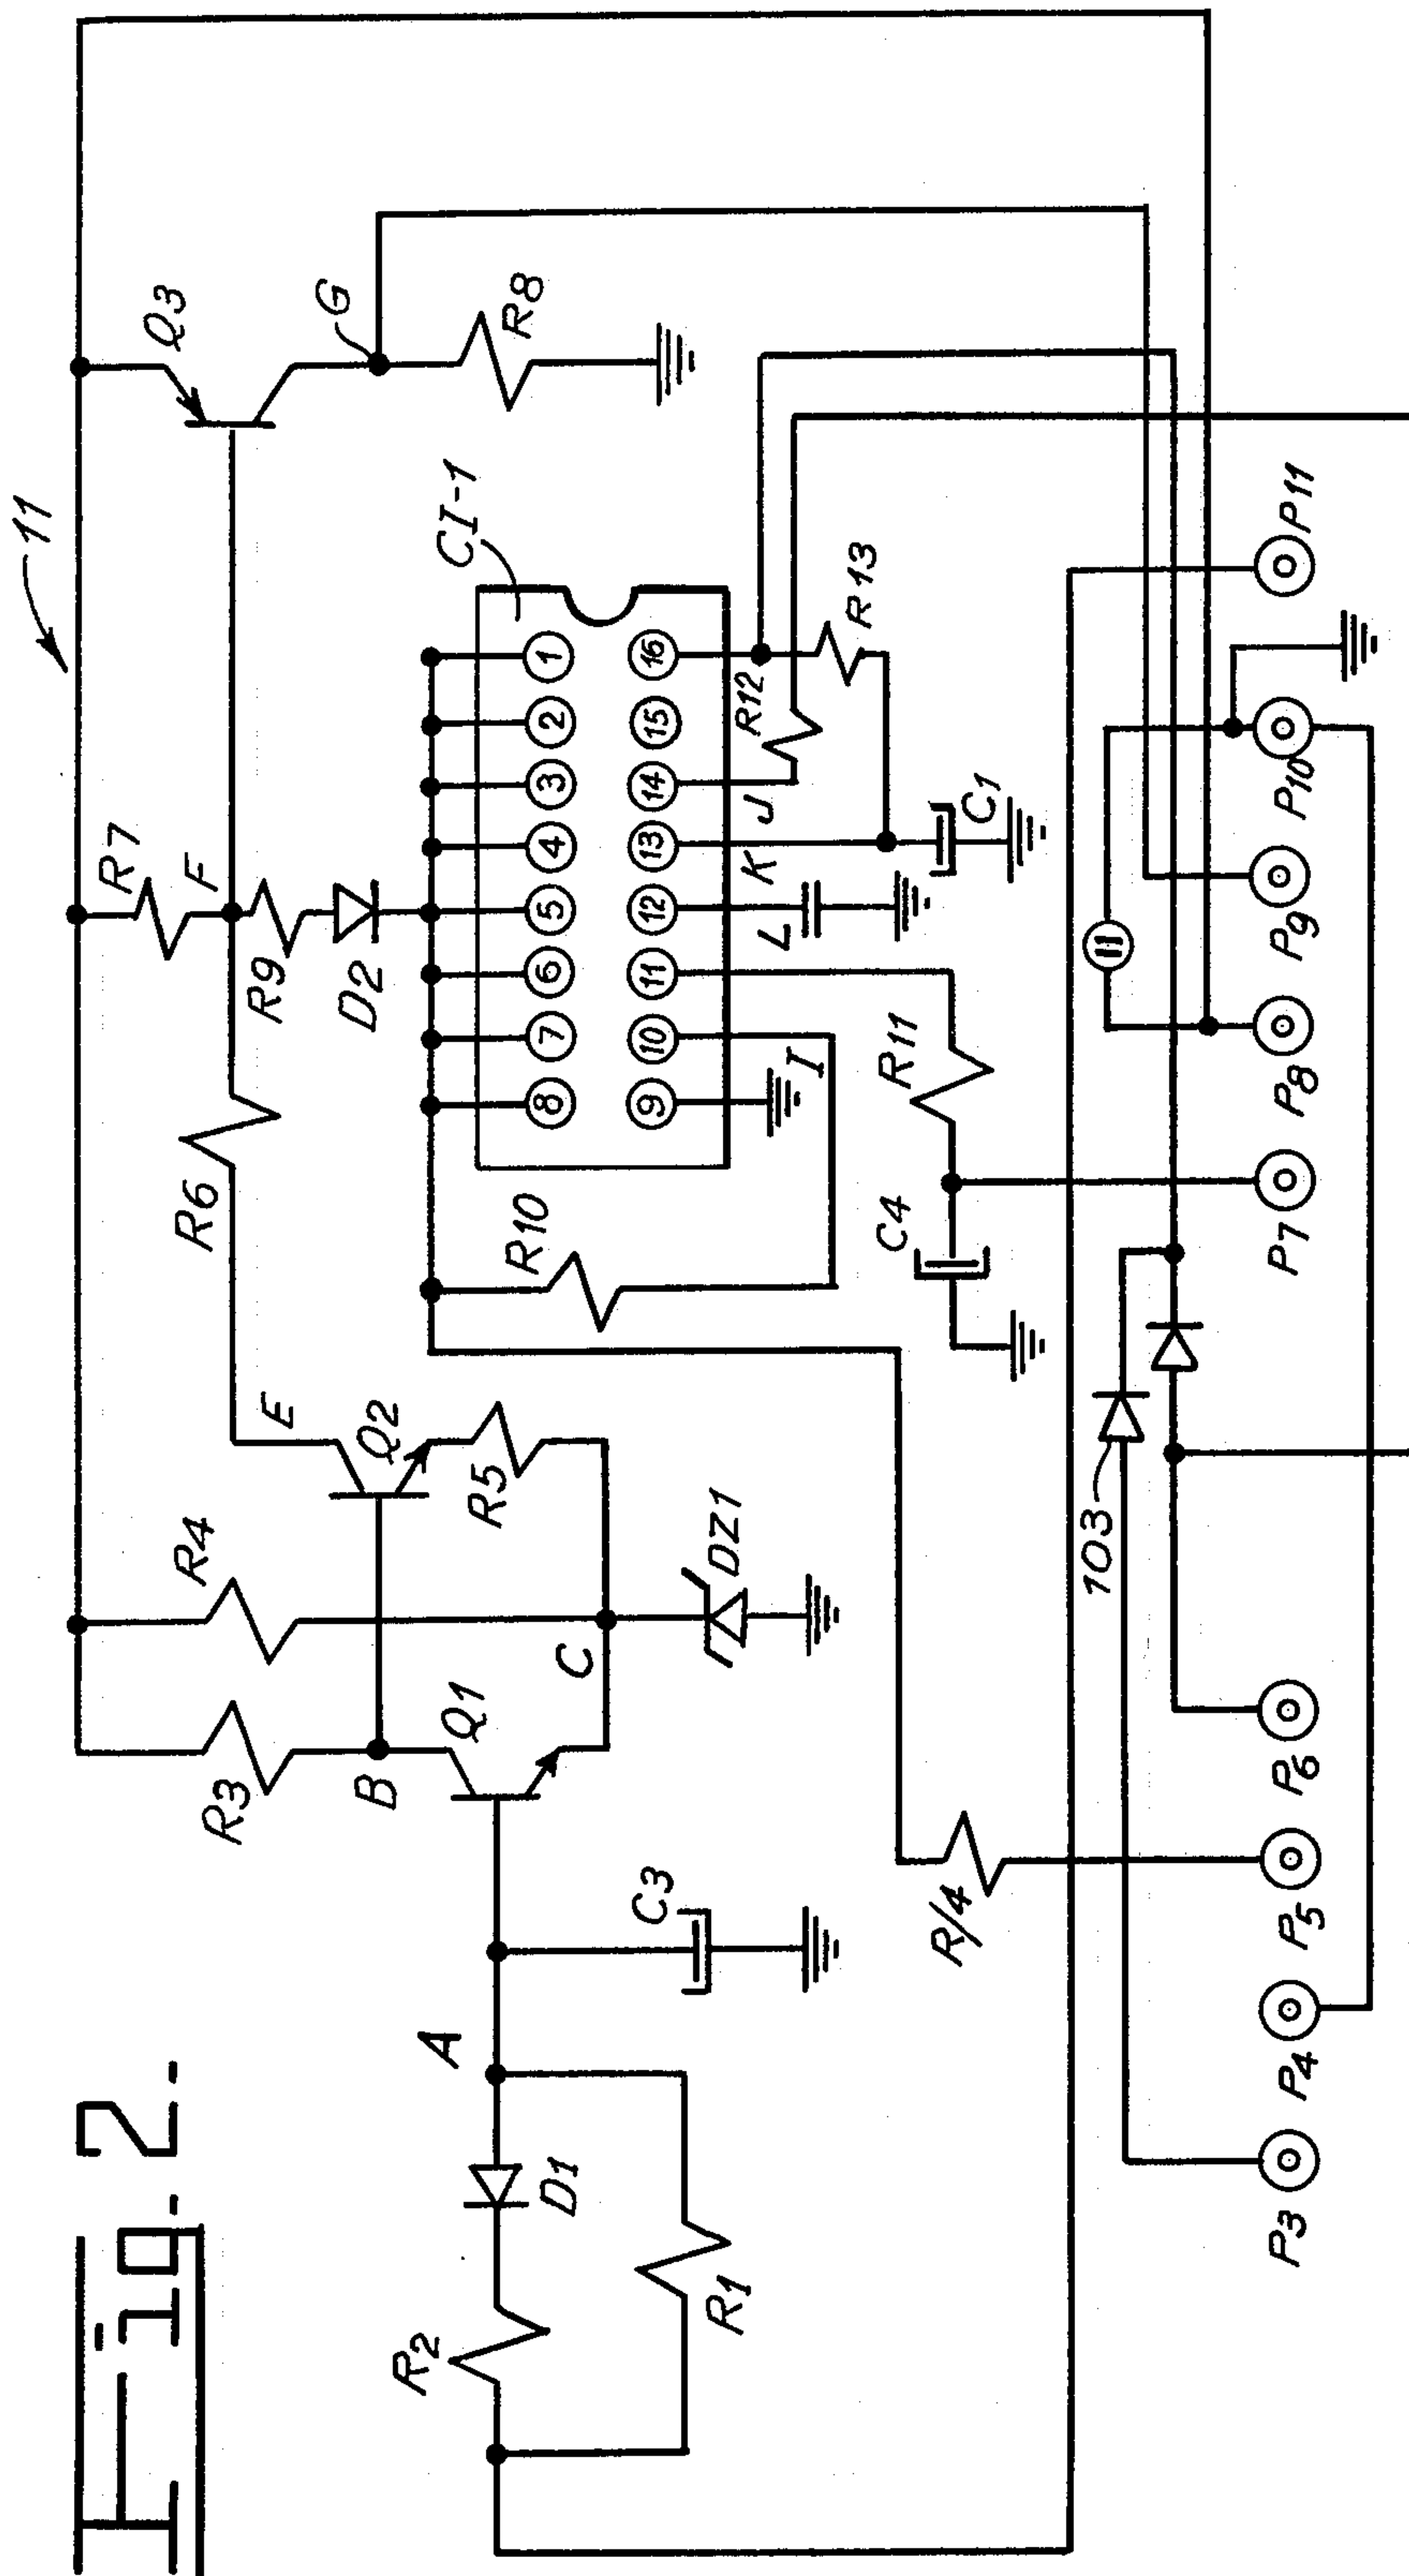 Fig. 2.
11
Q3
G
R8
R7
F
R9
D2
R6
CI-1
1
2
3
4
5
6
7
8
16
15
14
13
12
11
10
9
R12
R13
J
K
L
I
C1
R10
R11
C4
E
Q2
R5
R4
R3
B
Q1
C
DZ1
A
C3
D1
R2
R1
R/4
103
P3
P4
P5
P6
P7
P8
P9
P10
P11